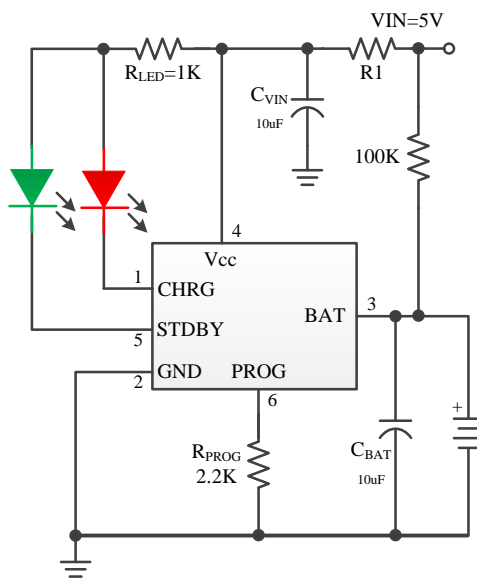 VIN=5V
RLED=1K
R1
CVIN
10uF
100K
4
Vcc
1
CHRG
3
BAT
STDBY
5
GND
PROG
2
6
+
RPROG
2.2K
CBAT
10uF